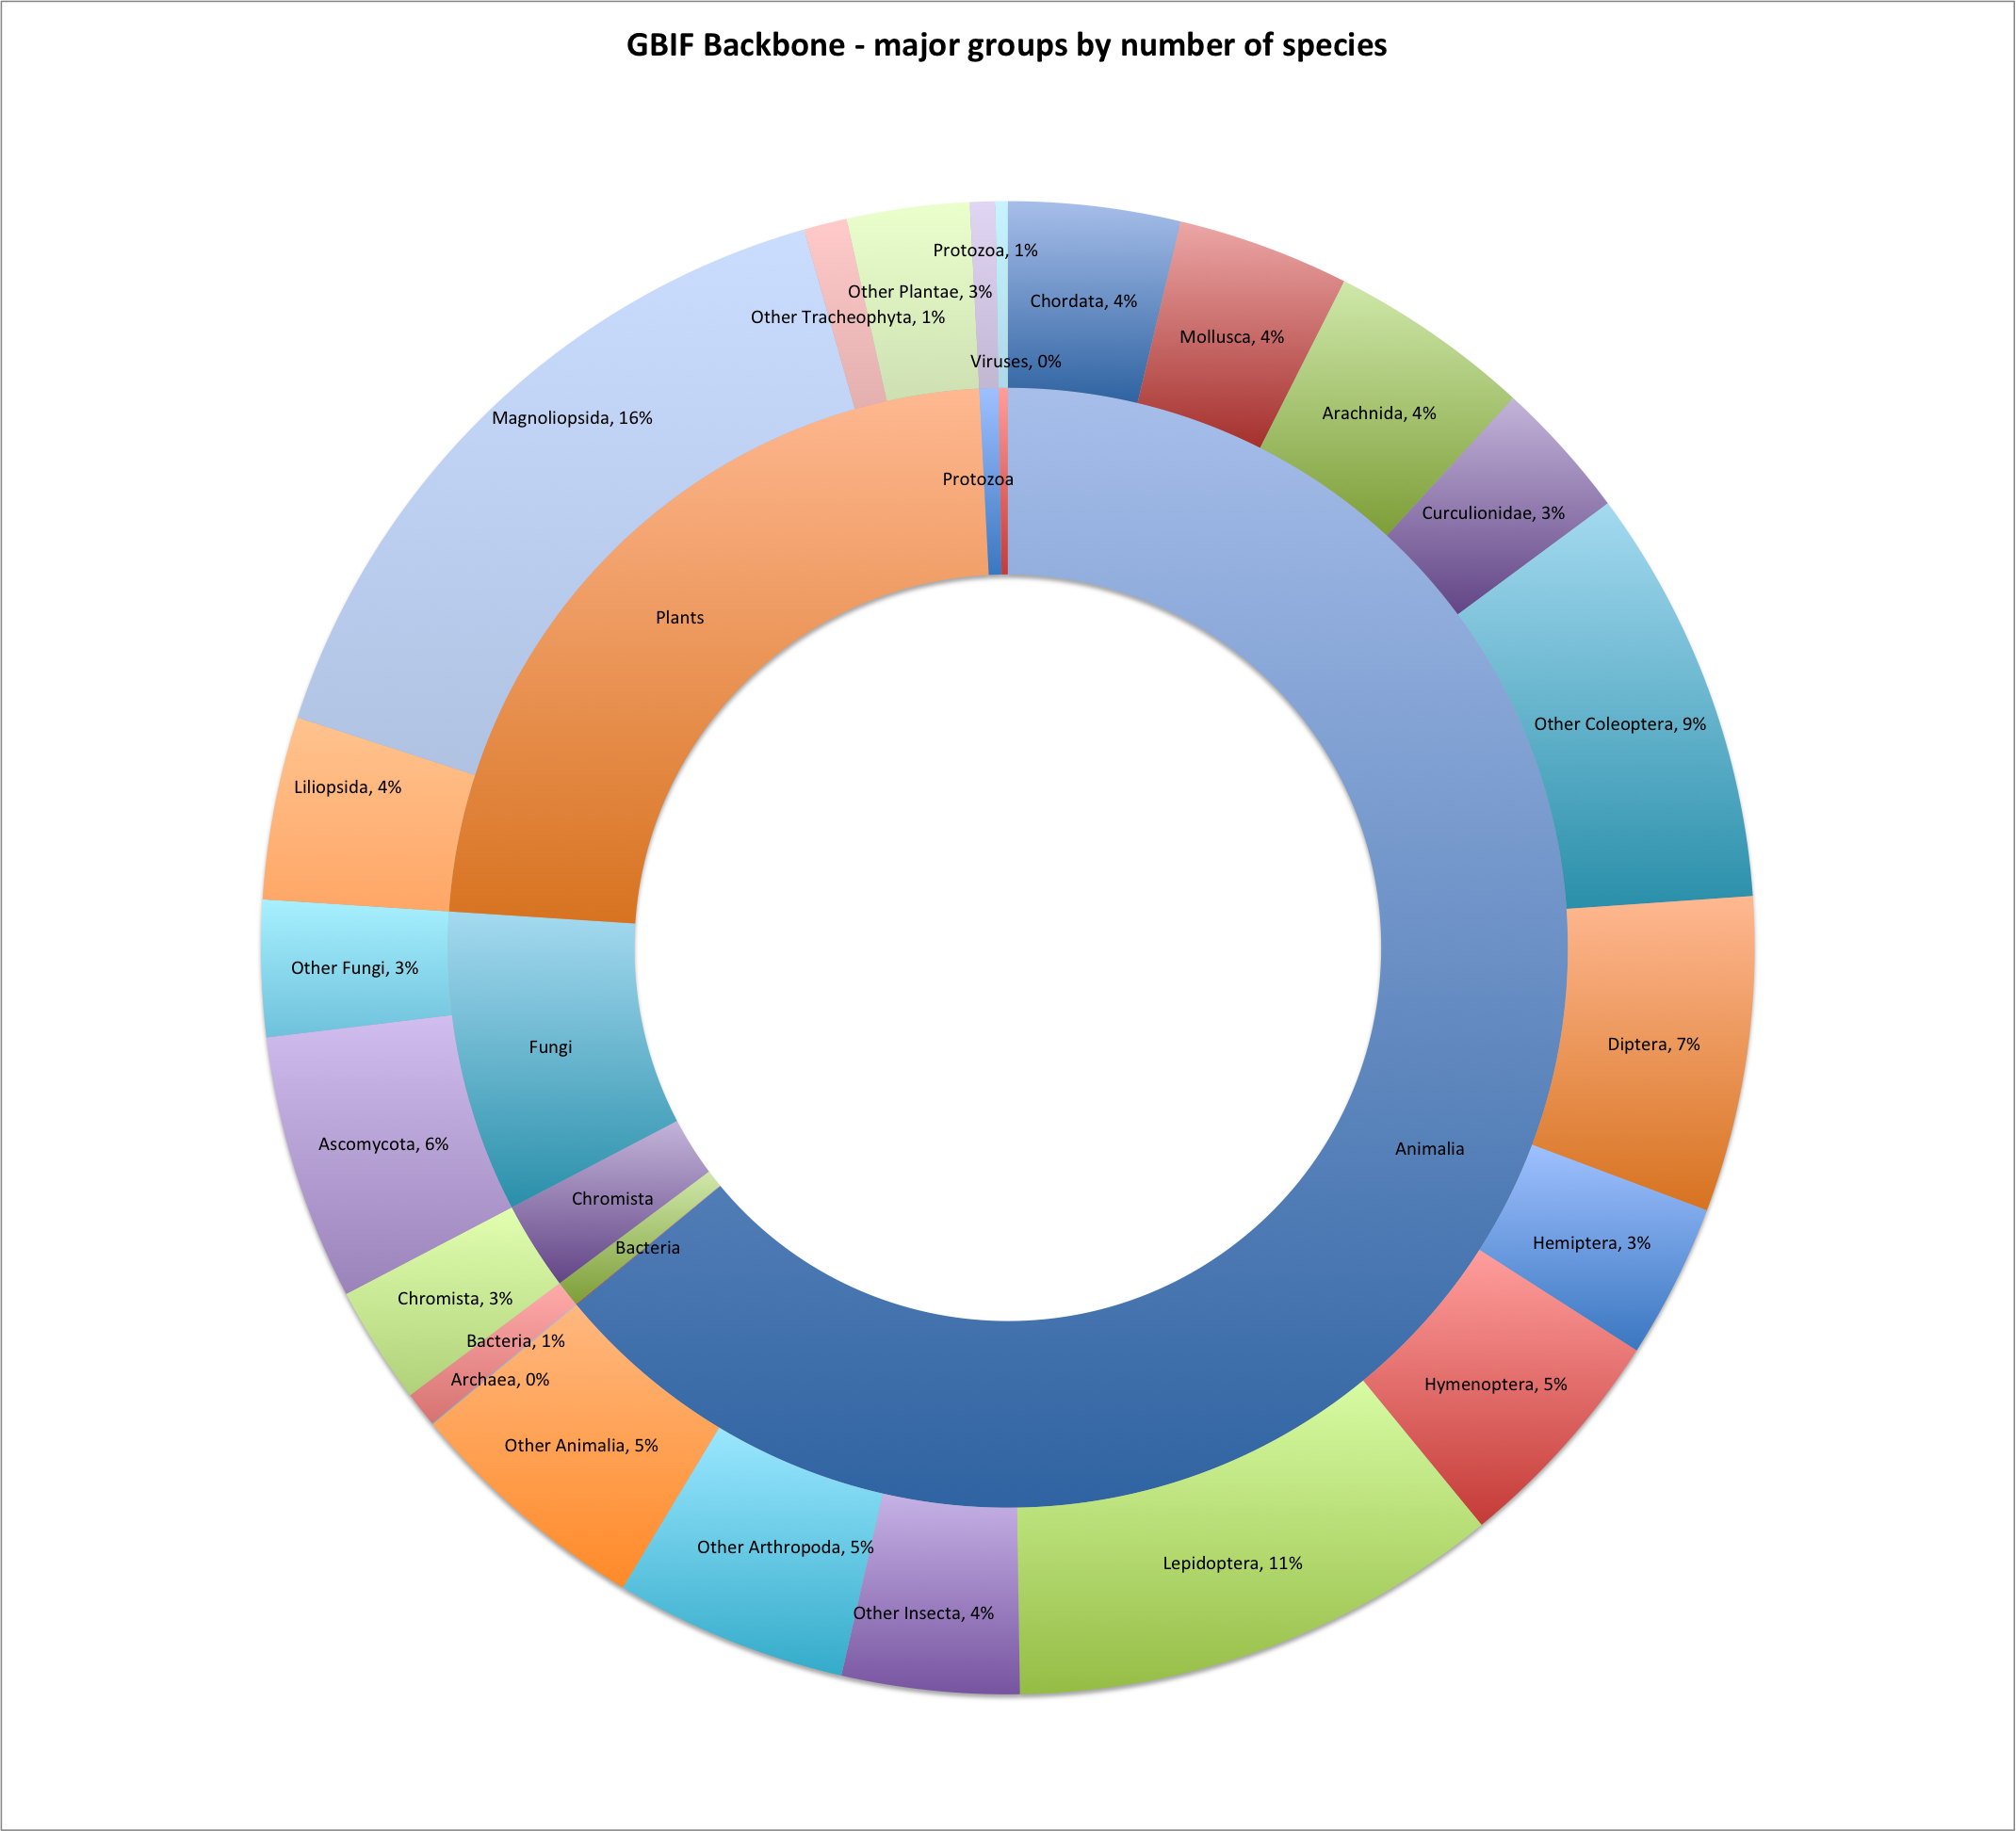 GBIF Backbone - major groups by number of species
Protozoa, 1%
Other Plantae, 3%
Chordata, 4%
Other Tracheophyta, 1%
Mollusca, 4%
Viruses, 0%
Arachnida, 4%
Magnoliopsida, 16%
Protozoa
Curculionidae, 3%
Plants
Other Coleoptera, 9%
Liliopsida, 4%
Other Fungi, 3%
Diptera, 7%
Fungi
Ascomycota, 6%
Animalia
Chromista
Hemiptera, 3%
Bacteria
Chromista, 3%
Bacteria, 1%
Archaea, 0%
Hymenoptera, 5%
Other Animalia, 5%
Other Arthropoda, 5%
Lepidoptera, 11%
Other Insecta, 4%